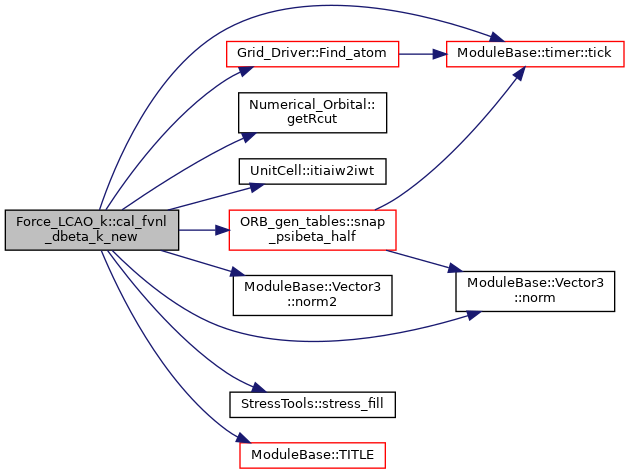 Force_LCAO_k::cal_fvnl
_dbeta_k_new
Grid_Driver::Find_atom
ModuleBase::timer::tick
Numerical_Orbital::
getRcut
UnitCell::itiaiw2iwt
ORB_gen_tables::snap
_psibeta_half
ModuleBase::Vector3
::norm2
ModuleBase::Vector3
::norm
StressTools::stress_fill
ModuleBase::TITLE